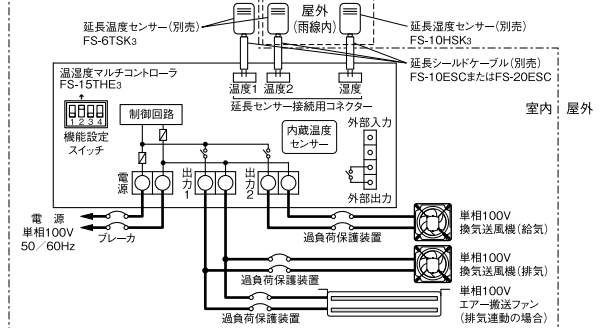 延長温度センサー(別売)
FS-6TSK3
屋外
(雨線内)
延長湿度センサー(別売)
FS-10HSK3
延長シールドケーブル(別売)
FS-10ESCまたはFS-20ESC
温湿度マルチコントローラ
FS-15THE3
温度1 温度2 湿度
延長センサー接続用コネクター
室内 屋外
1 2 3 4
機能設定
スイッチ
制御回路
内蔵温度
センサー
外部入力
外部出力
電源
出力1
出力2
電 源
単相100V
50/60Hz
ブレーカ
過負荷保護装置
単相100V
換気送風機(給気)
過負荷保護装置
単相100V
換気送風機(排気)
過負荷保護装置
単相100V
エアー搬送ファン
(排気連動の場合)